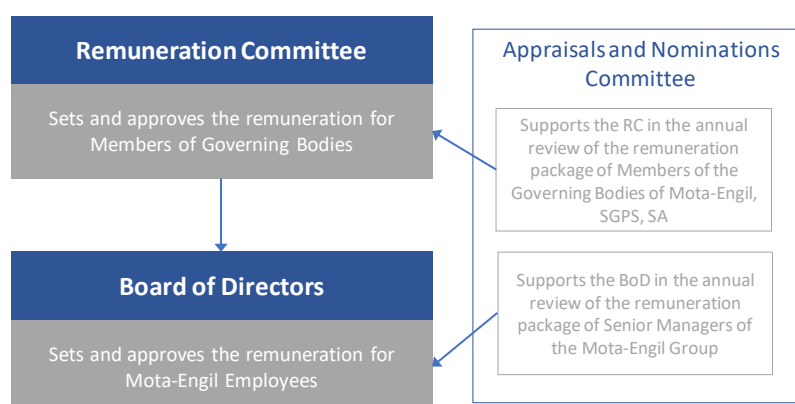 Remuneration Committee
Sets and approves the remuneration for
Members of Governing Bodies
Board of Directors
Sets and approves the remuneration for
Mota-Engil Employees
Appraisals and Nominations
Committee
Supports the RC in the annual
review of the remuneration
package of Members of the
Governing Bodies of Mota-Engil,
SGPS, SA
Supports the BoD in the annual
review of the remuneration
package of Senior Managers of
the Mota-Engil Group